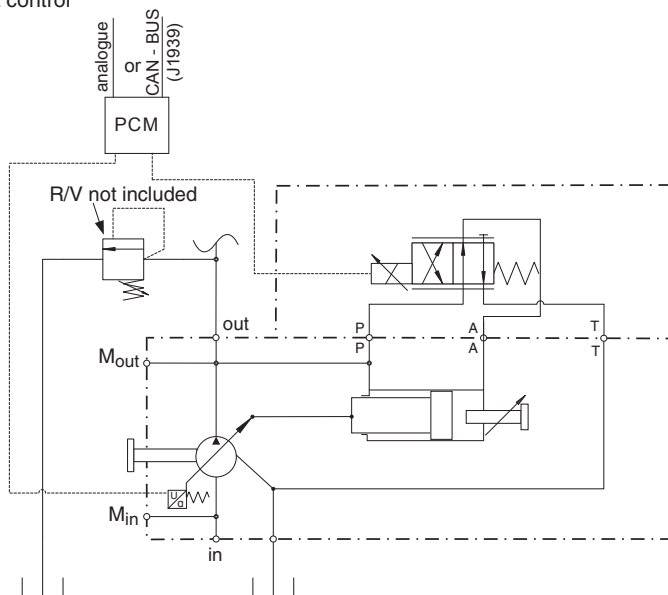 control
analogue
or
CAN - BUS
(J1939)
PCM
R/V not included
out
P
A
T
P
A
T
Mout
U
a
Min
in